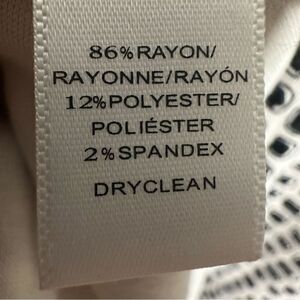 86%RAYON/
RAYONNE/RAYÓN
12%POLYESTER/
POLIÉSTER
2%SPANDEX
DRYCLEAN